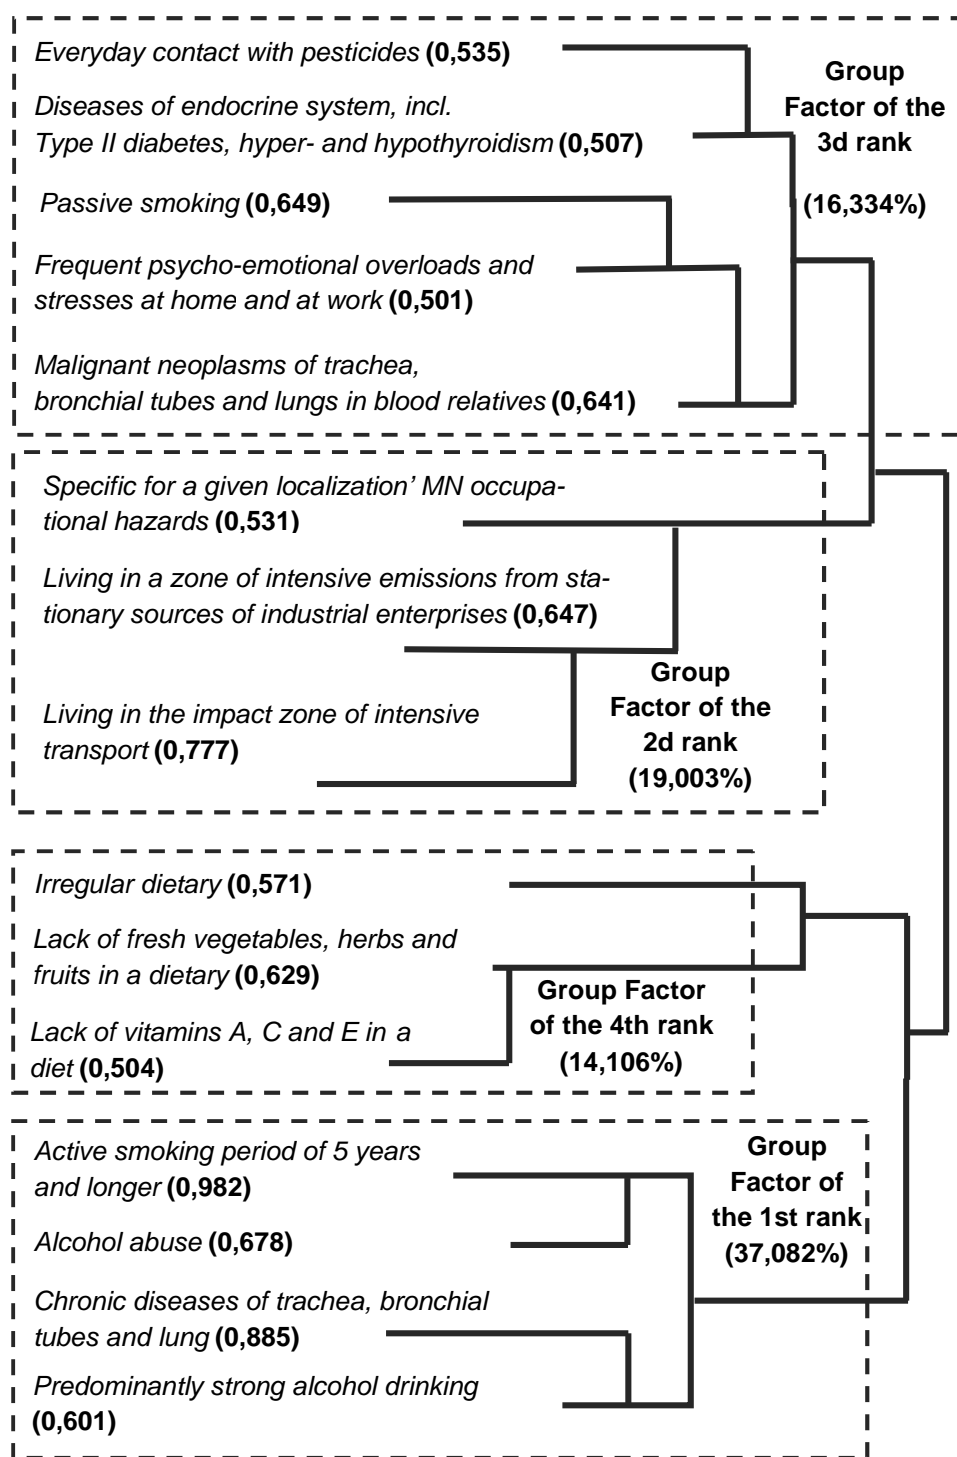 Everyday contact with pesticides (0,535)
Group
Factor of the
3d rank
(16,334%)
Diseases of endocrine system, incl.
Type II diabetes, hyper- and hypothyroidism (0,507)
Passive smoking (0,649)
Frequent psycho-emotional overloads and
stresses at home and at work (0,501)
Malignant neoplasms of trachea,
bronchial tubes and lungs in blood relatives (0,641)
Specific for a given localization’ MN occupa-
tional hazards (0,531)
Living in a zone of intensive emissions from sta-
tionary sources of industrial enterprises (0,647)
Living in the impact zone of intensive
transport (0,777)
Group
Factor of the
2d rank
(19,003%)
Irregular dietary (0,571)
Lack of fresh vegetables, herbs and
fruits in a dietary (0,629)
Lack of vitamins A, C and E in a
diet (0,504)
Group Factor
of the 4th rank
(14,106%)
Active smoking period of 5 years
and longer (0,982)
Alcohol abuse (0,678)
Chronic diseases of trachea, bronchial
tubes and lung (0,885)
Predominantly strong alcohol drinking
(0,601)
Group
Factor of
the 1st rank
(37,082%)